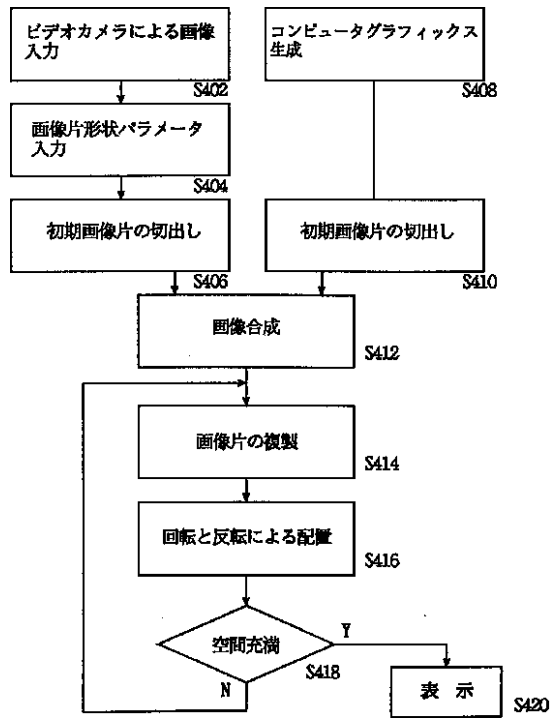 ビデオカメラによる画像
入力
S402
コンピュータグラフィックス
生成
S408
画像片形状パラメータ
入力
S404
初期画像片の切出し
S406
初期画像片の切出し
S410
画像合成
S412
画像片の複製
S414
回転と反転による配置
S416
空間充満
S418
Y
N
表 示
S420